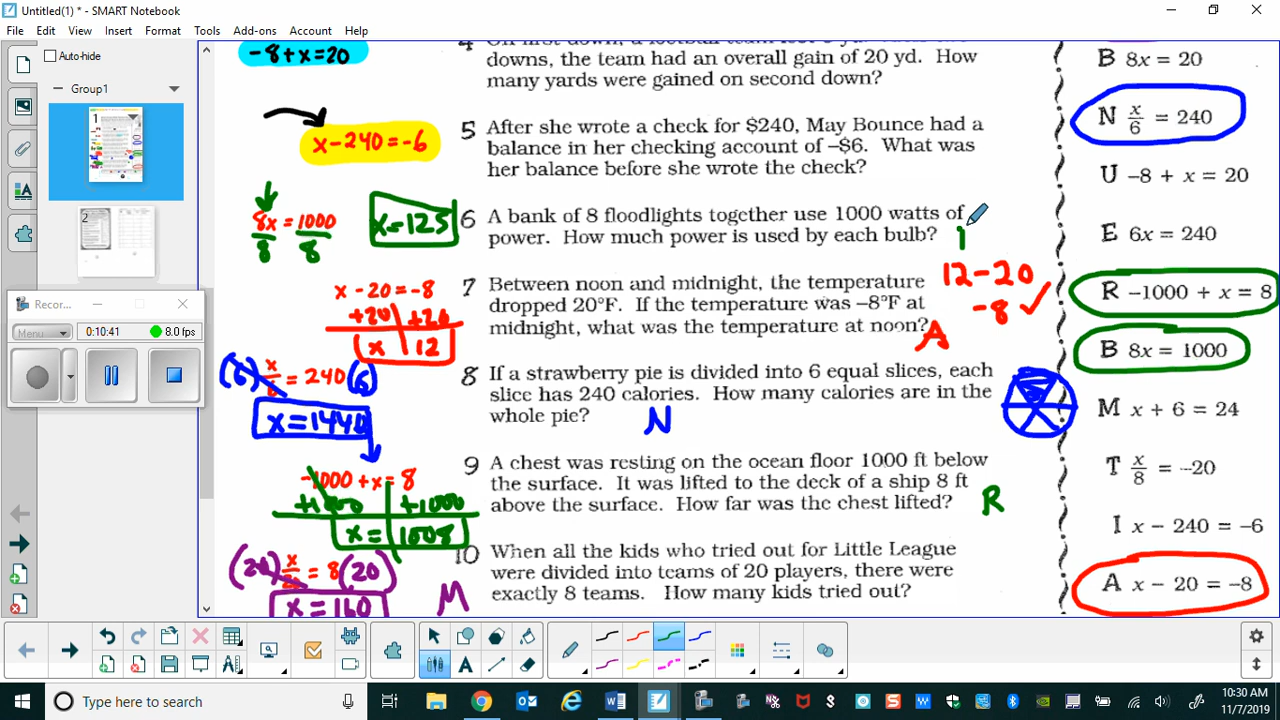 Untitled(1) * - SMART Notebook
File Edit View Insert Format Tools Add-ons Account Help
Auto-hide
Group1
1
2
Recor...
Menu
0:10:41
8.0 fps
-8+x=20
downs, the team had an overall gain of 20 yd. How
many yards were gained on second down?
x-240=-6
5 After she wrote a check for $240, May Bounce had a
balance in her checking account of –$6. What was
her balance before she wrote the check?
8x = 1000
8 8
x=125
6 A bank of 8 floodlights together use 1000 watts of
power. How much power is used by each bulb?
x-20=-8
+20 +20
x 12
7 Between noon and midnight, the temperature
dropped 20°F. If the temperature was –8°F at
midnight, what was the temperature at noon?
A
12-20
-8 ✓
(6) x/6 = 240 (6)
x=1440
8 If a strawberry pie is divided into 6 equal slices, each
slice has 240 calories. How many calories are in the
whole pie?
N
-1000 + x = 8
+1000 +1000
x= 1008
9 A chest was resting on the ocean floor 1000 ft below
the surface. It was lifted to the deck of a ship 8 ft
above the surface. How far was the chest lifted?
R
(20) x/20 = 8 (20)
x=160
M
10 When all the kids who tried out for Little League
were divided into teams of 20 players, there were
exactly 8 teams. How many kids tried out?
B 8x = 20
N x/6 = 240
U –8 + x = 20
E 6x = 240
R –1000 + x = 8
B 8x = 1000
M x + 6 = 24
T x/8 = –20
I x – 240 = –6
A x – 20 = –8
Type here to search
10:30 AM
11/7/2019